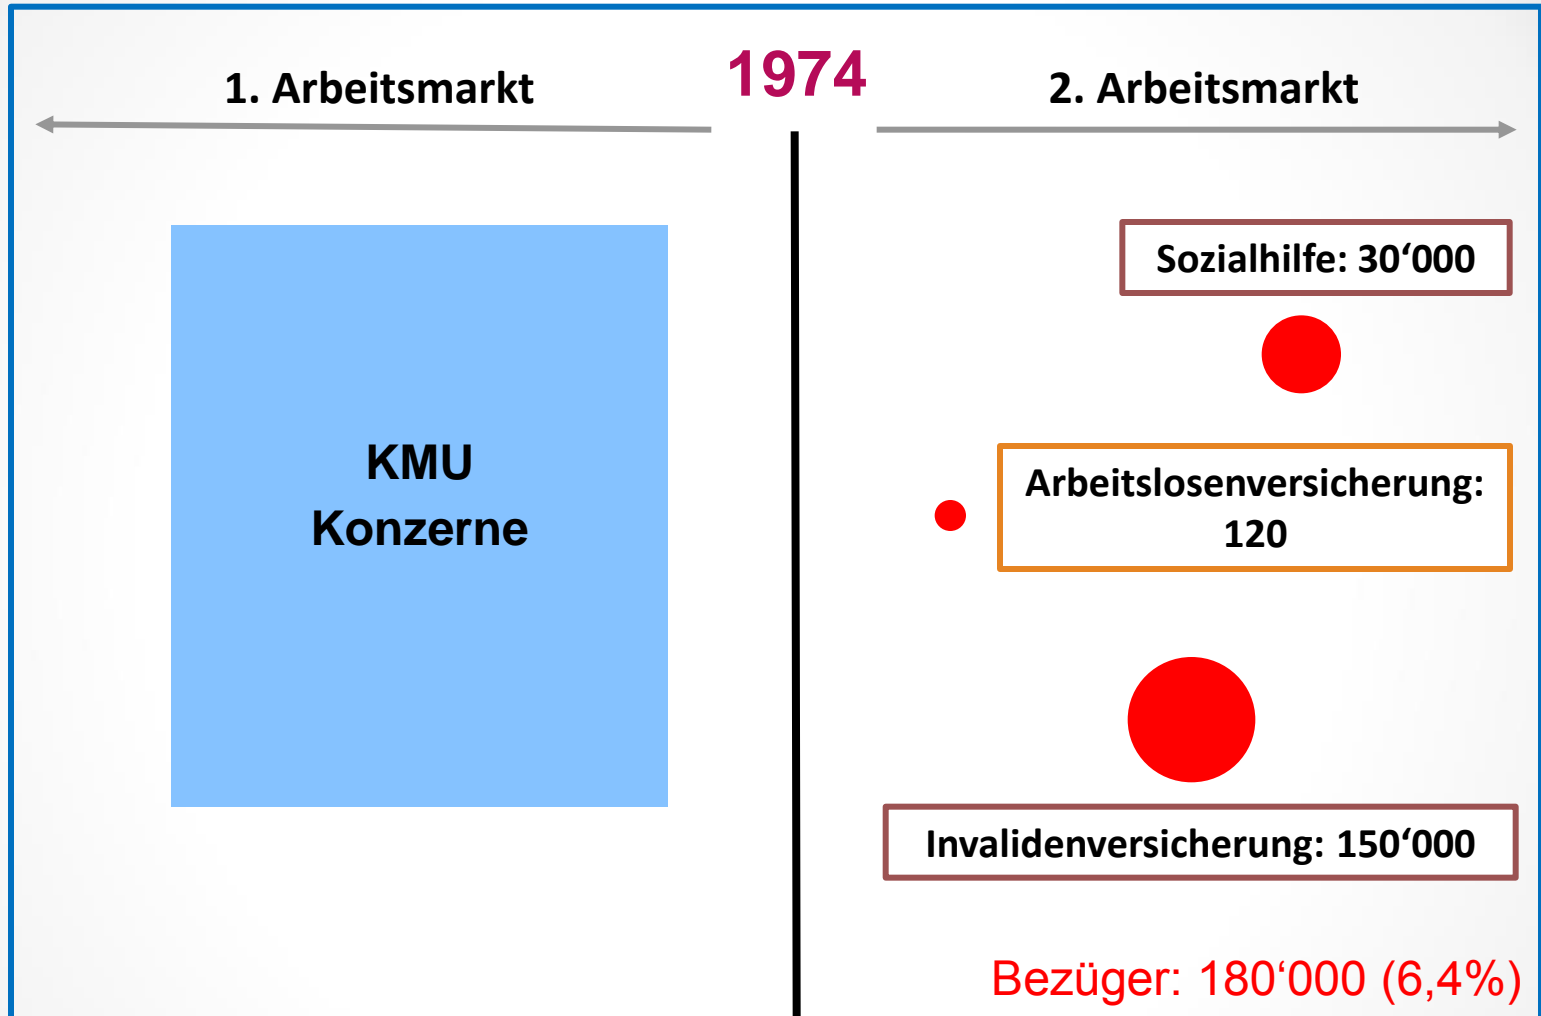 1974
1. Arbeitsmarkt
2. Arbeitsmarkt
KMU
Konzerne
Sozialhilfe: 30‘000
Arbeitslosenversicherung:
120
Invalidenversicherung: 150‘000
Bezüger: 180‘000 (6,4%)